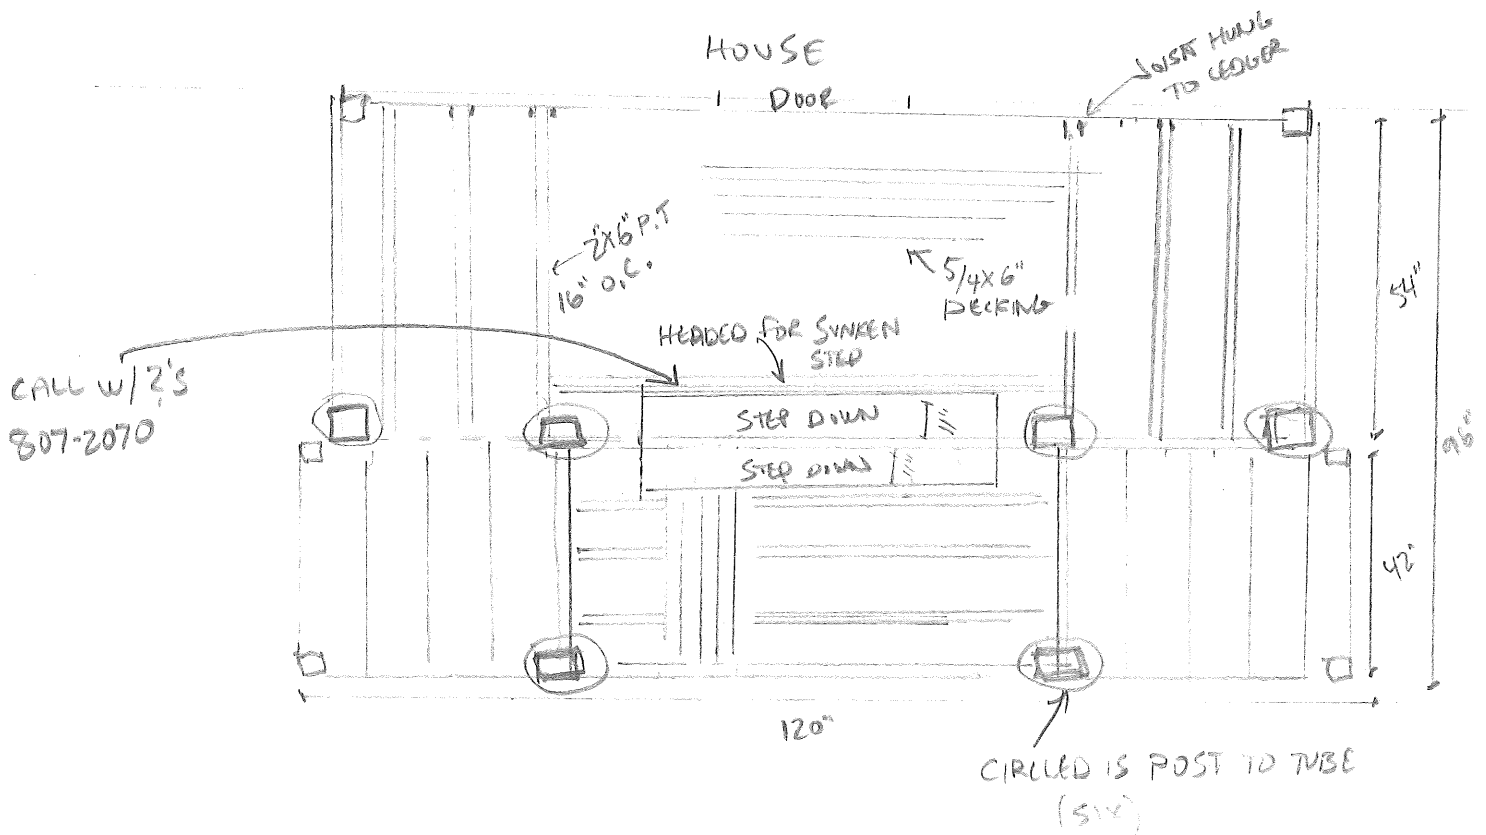 HOUSE
DOOR
JOIST HUNG
TO LEDGER
2"X6" P.T
16" O.C.
5/4X6"
DECKING
54"
96"
HEADED FOR SUNKEN
STEP
CALL W/ ?'S
807-2070
STEP DOWN
STEP DOWN
42"
120"
CIRCLED IS POST TO TUBE
(SIX)